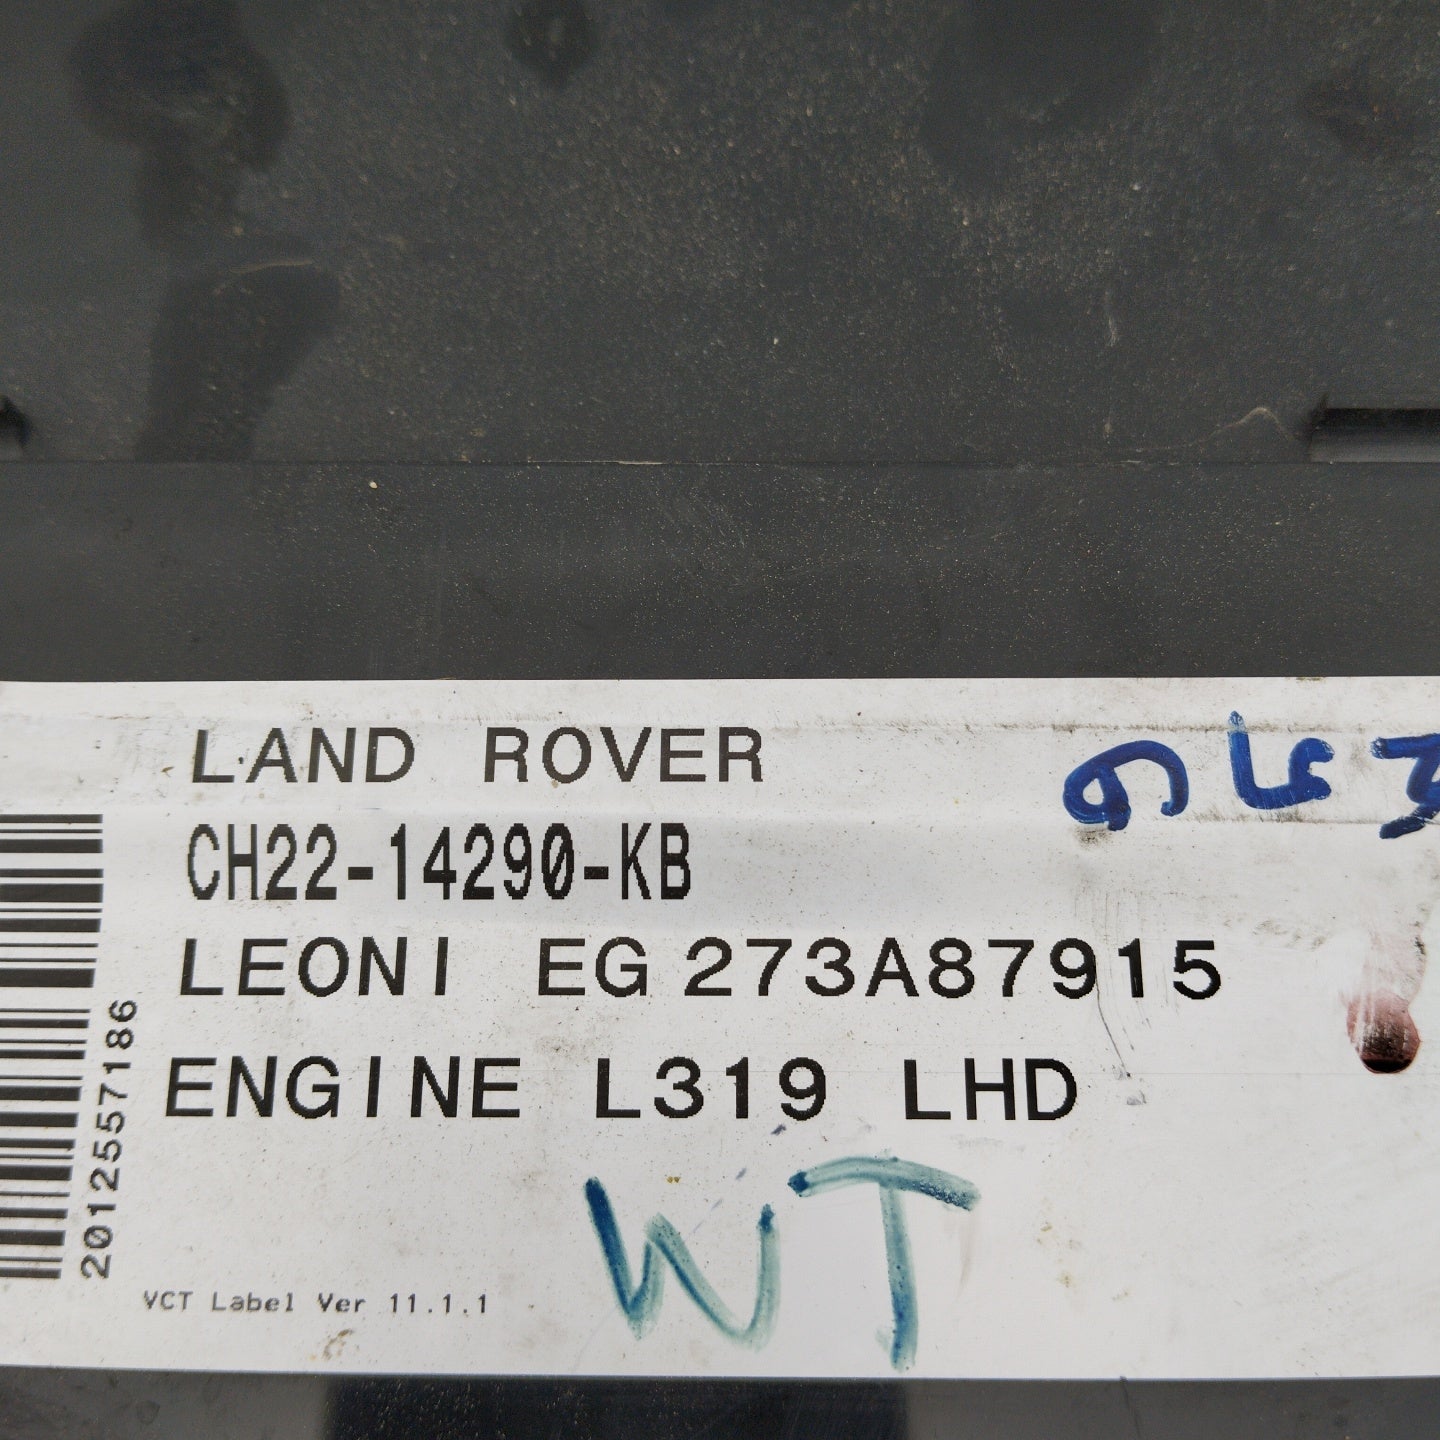 LAND ROVER
CH22-14290-KB
LEONI EG 273A87915
ENGINE L319 LHD
WT
VCT Label Ver 11.1.1
2012557186